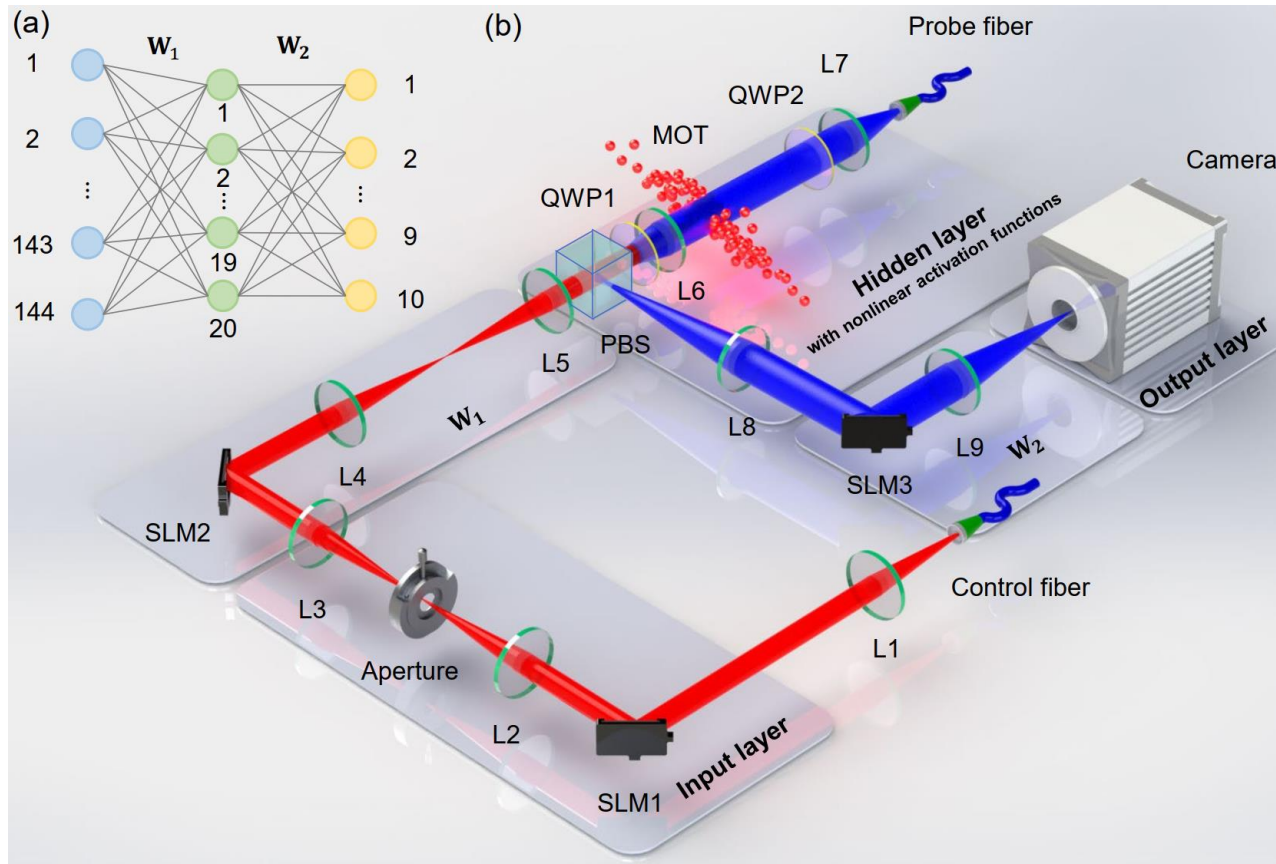 (a)
W₁
W₂
1
2
⋮
143
144
1
2
⋮
19
20
1
2
⋮
9
10
(b)
Probe fiber
L7
QWP2
MOT
Camera
QWP1
Hidden layer
with nonlinear activation functions
L6
PBS
L5
Output layer
W₁
L8
L9
W₂
L4
SLM3
SLM2
Control fiber
L3
L1
Aperture
L2
Input layer
SLM1